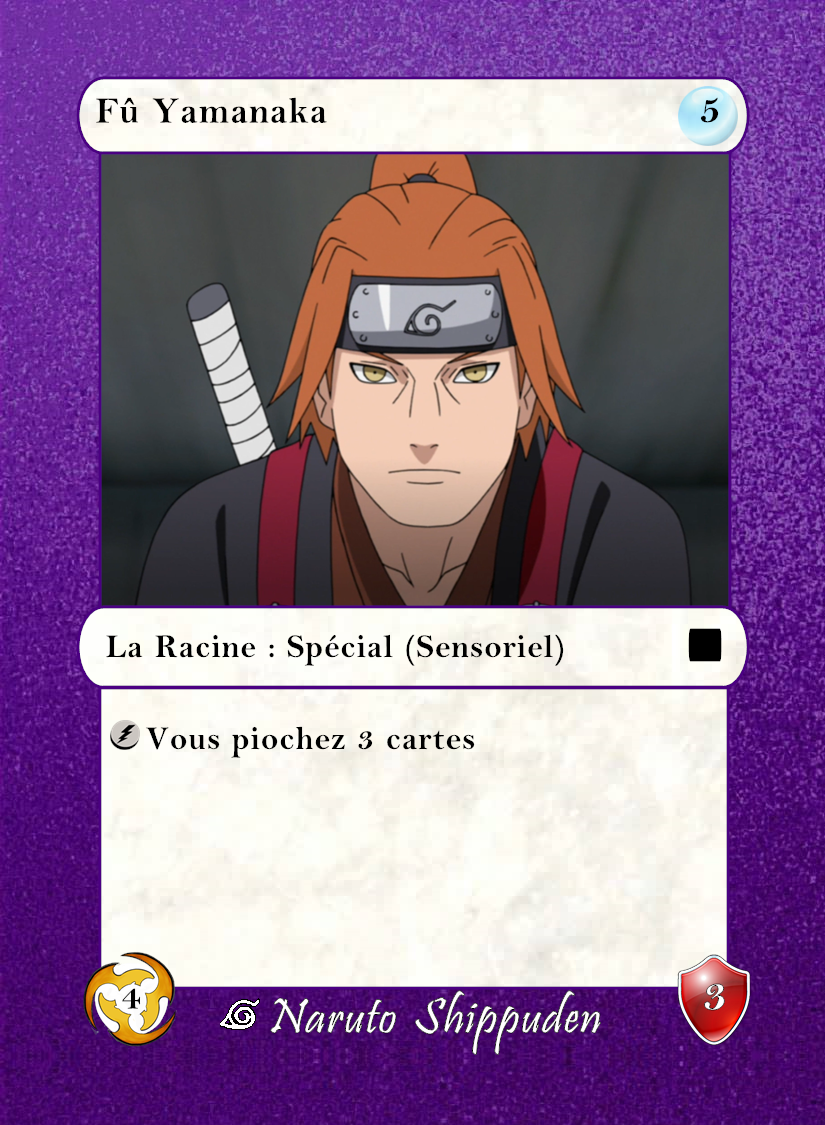 Fû Yamanaka
5
La Racine : Spécial (Sensoriel)
Vous piochez 3 cartes
4
Naruto Shippuden
3